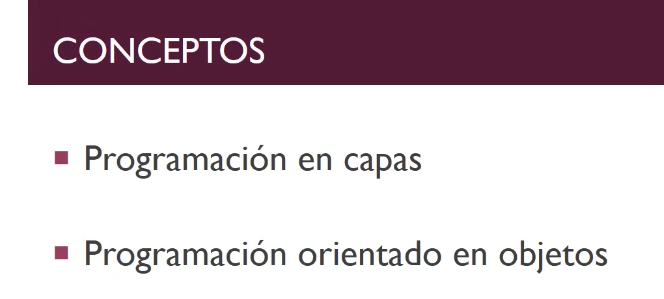 CONCEPTOS
Programación en capas
Programación orientado en objetos